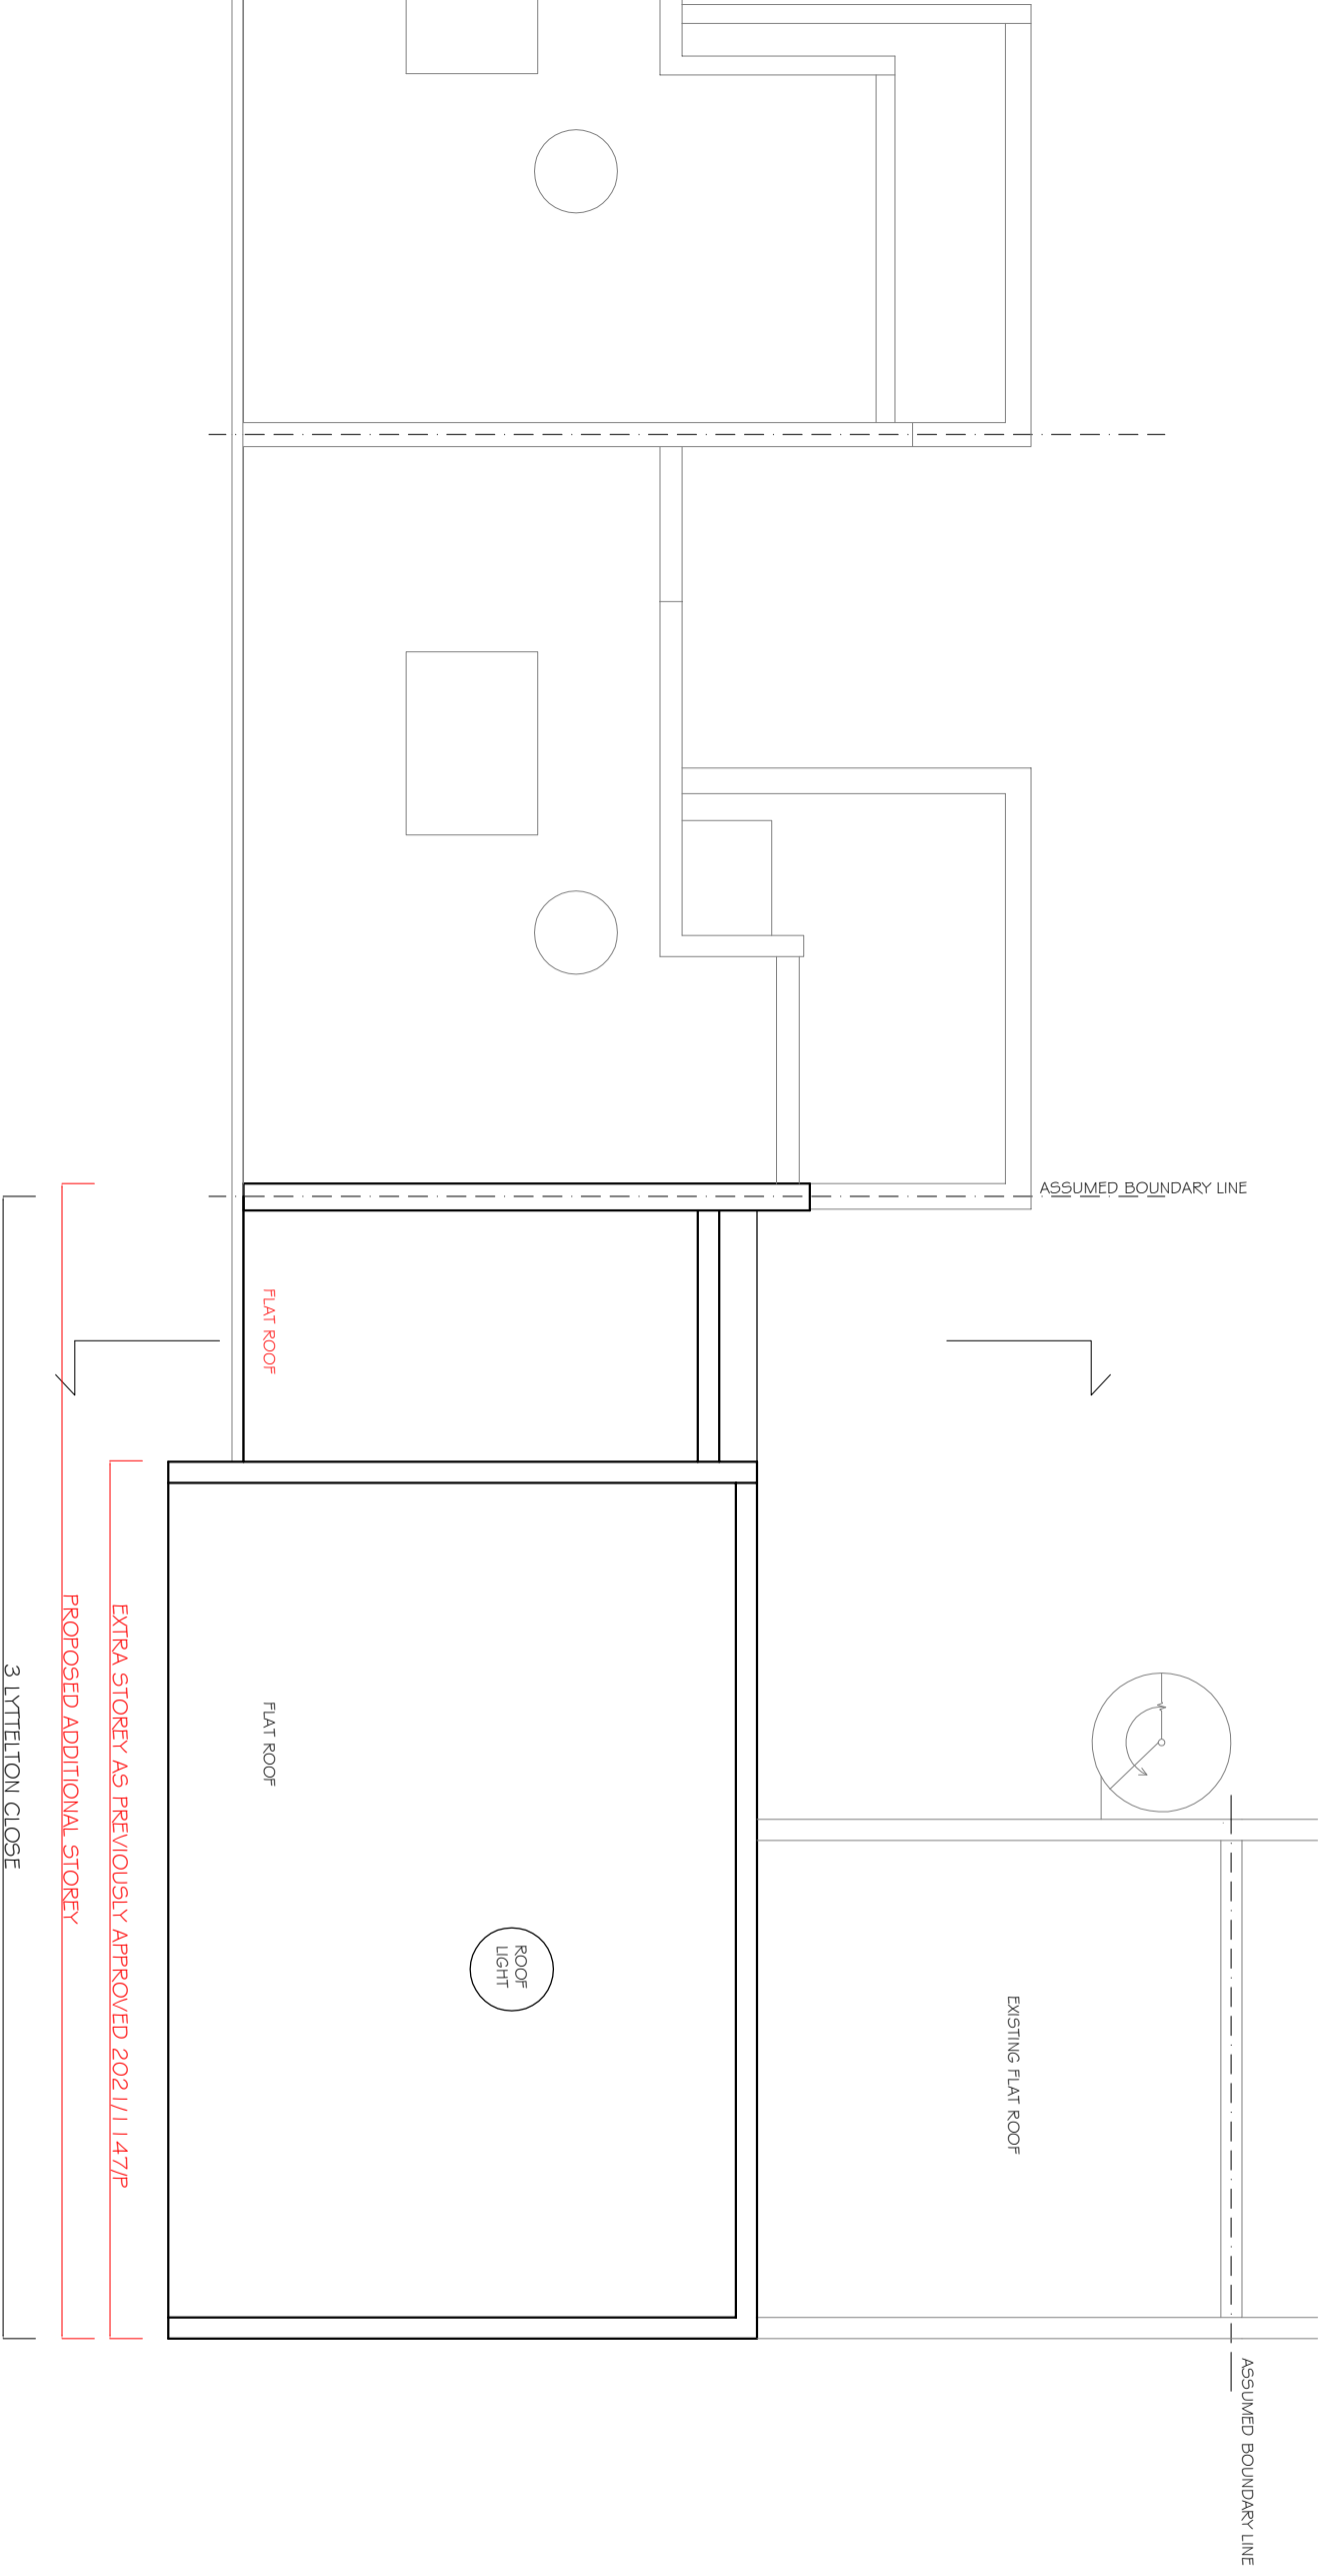 ASSUMED BOUNDARY LINE
FLAT ROOF
EXISTING FLAT ROOF
ROOF
LIGHT
FLAT ROOF
EXTRA STOREY AS PREVIOUSLY APPROVED 2021/1147/P
PROPOSED ADDITIONAL STOREY
3 LYTTELTON CLOSE
ASSUMED BOUNDARY LINE